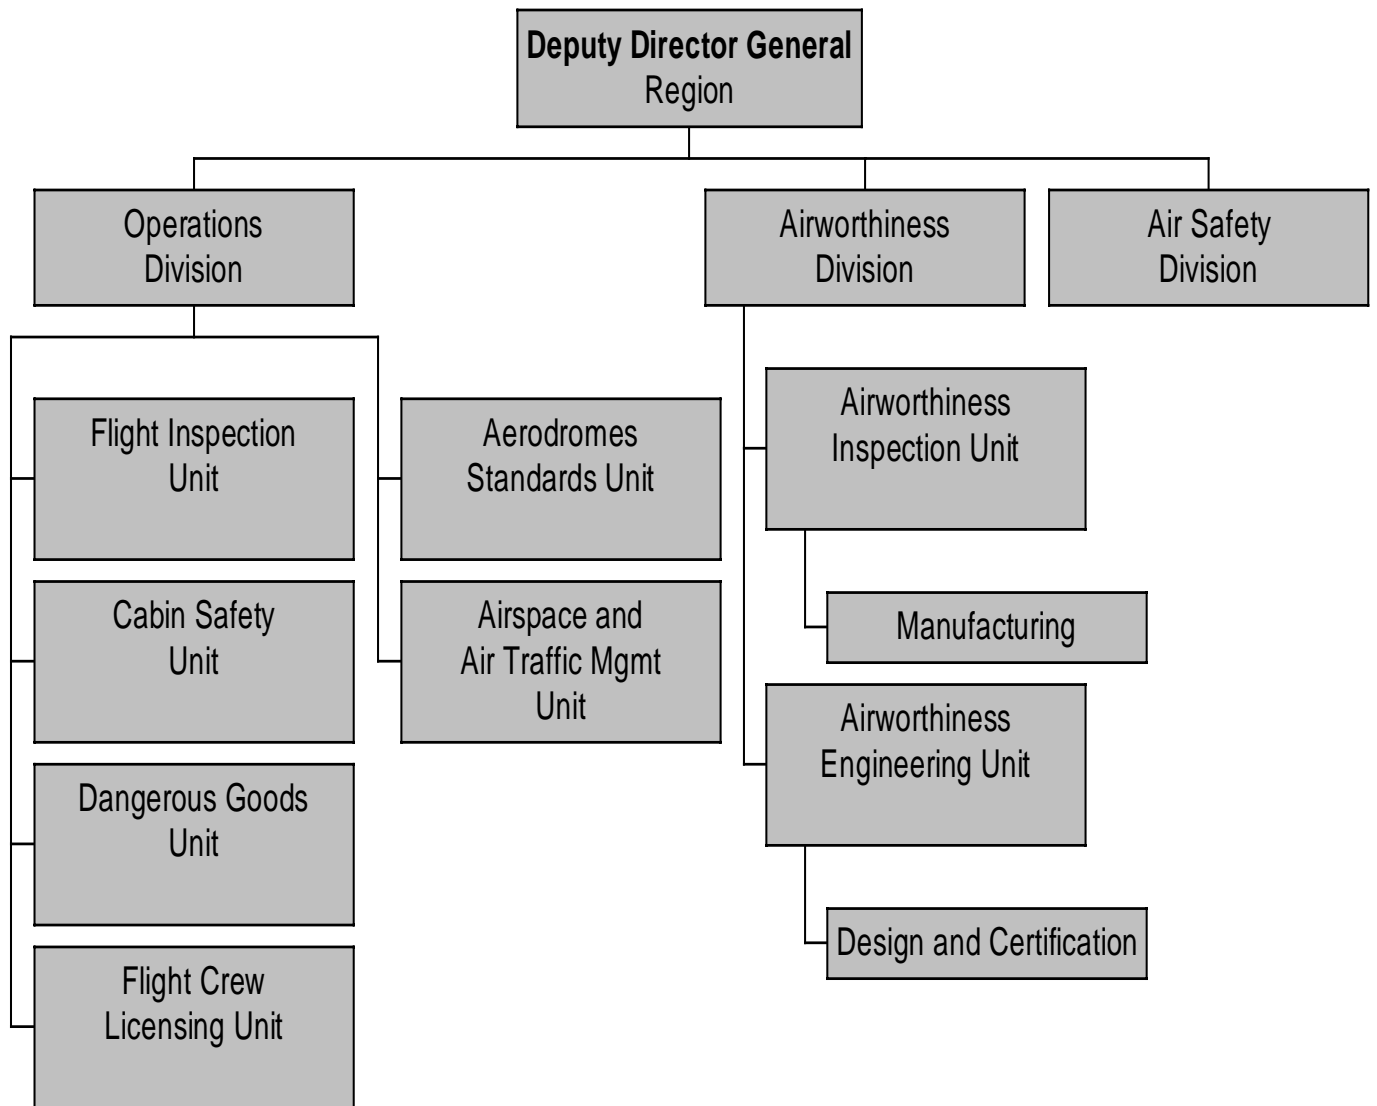 Deputy Director General
Region
Operations
Division
Airworthiness
Division
Air Safety
Division
Flight Inspection
Unit
Aerodromes
Standards Unit
Airworthiness
Inspection Unit
Cabin Safety
Unit
Airspace and
Air Traffic Mgmt
Unit
Manufacturing
Dangerous Goods
Unit
Airworthiness
Engineering Unit
Flight Crew
Licensing Unit
Design and Certification